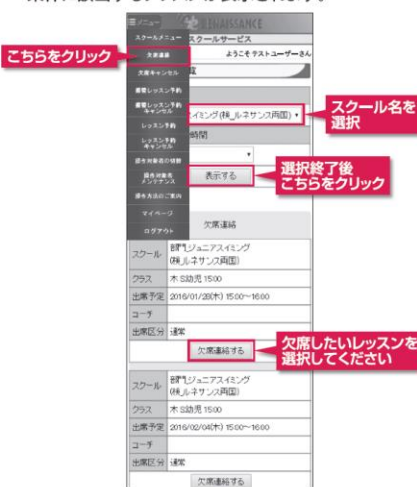 メニュー
RENAISSANCE
スクールメニュー
スクールサービス
こちらをクリック
欠席連絡
ようこそ テストユーザーさん
欠席キャンセル
振替レッスン予約
振替レッスン予約
キャンセル
イミング(検_ルネサンス両国)
スクール名を
選択
レッスン予約
時間
レッスン予約
キャンセル
操作対象者の切替
操作対象者
メンテナンス
表示する
選択終了後
こちらをクリック
操作方法のご案内
マイページ
ログアウト
欠席連絡
スクール
部門_ジュニアスイミング
(検_ルネサンス両国)
クラス
木 S幼児 1500
出席予定
2016/01/28(木) 15:00～16:00
コーチ
出席区分
通常
欠席連絡する
欠席したいレッスンを
選択してください
スクール
部門_ジュニアスイミング
(検_ルネサンス両国)
クラス
木 S幼児 1500
出席予定
2016/02/04(木) 15:00～16:00
コーチ
出席区分
通常
欠席連絡する